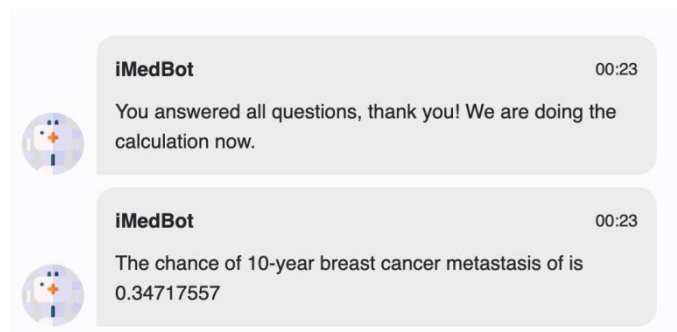 iMedBot 00:23
You answered all questions, thank you! We are doing the
calculation now.
iMedBot 00:23
The chance of 10-year breast cancer metastasis of is
0.34717557